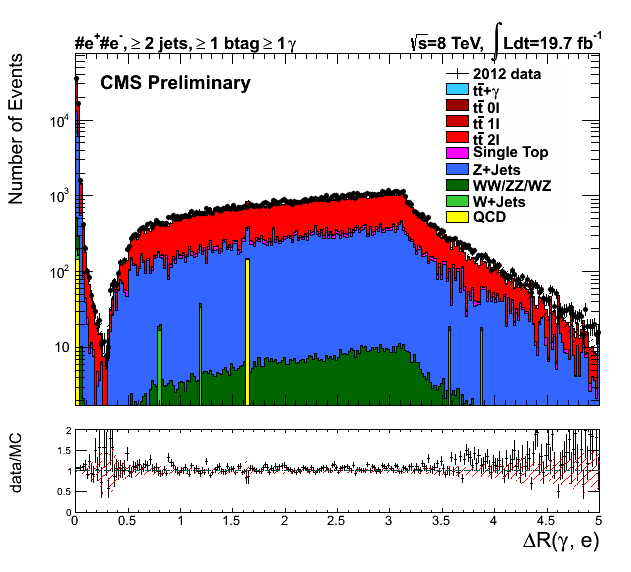 #e⁺#e⁻, ≥ 2 jets, ≥ 1 btag ≥ 1 γ
√s=8 TeV, ∫Ldt=19.7 fb⁻¹
CMS Preliminary
2012 data
tt̄+γ
tt̄ 0l
tt̄ 1l
tt̄ 2l
Single Top
Z+Jets
WW/ZZ/WZ
W+Jets
QCD
Number of Events
10⁴
10³
10²
10
data/MC
2
1.5
1
0.5
0
0 0.5 1 1.5 2 2.5 3 3.5 4 4.5 5
ΔR(γ, e)